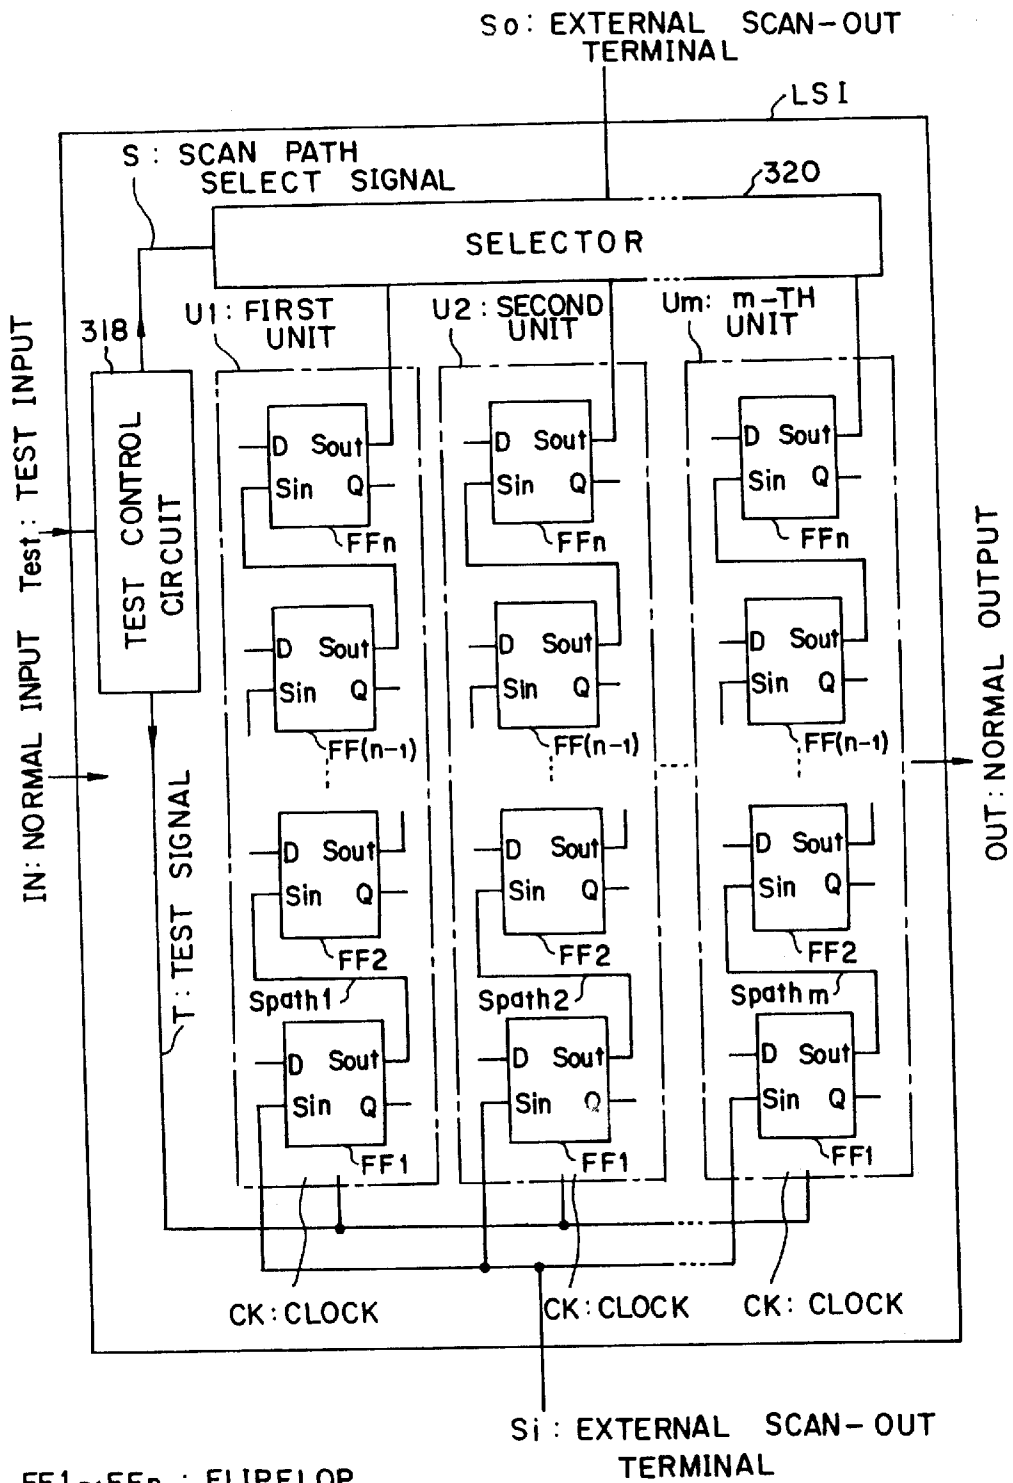 So: EXTERNAL SCAN-OUT
TERMINAL
LSI
S: SCAN PATH
SELECT SIGNAL
320
SELECTOR
U1: FIRST
UNIT
U2: SECOND
UNIT
Um: m-TH
UNIT
318
TEST CONTROL
CIRCUIT
Test: TEST INPUT
IN: NORMAL INPUT
OUT: NORMAL OUTPUT
T: TEST SIGNAL
D Sout
Sin Q
FFn
D Sout
Sin Q
FFn
D Sout
Sin Q
FFn
D Sout
Sin Q
FF(n-1)
D Sout
Sin Q
FF(n-1)
D Sout
Sin Q
FF(n-1)
D Sout
Sin Q
FF2
D Sout
Sin Q
FF2
D Sout
Sin Q
FF2
Spath1
Spath2
Spath m
D Sout
Sin Q
FF1
D Sout
Sin Q
FF1
D Sout
Sin Q
FF1
CK: CLOCK
CK: CLOCK
CK: CLOCK
Si: EXTERNAL SCAN-OUT
TERMINAL
FF1~FFn : FLIPFLOP